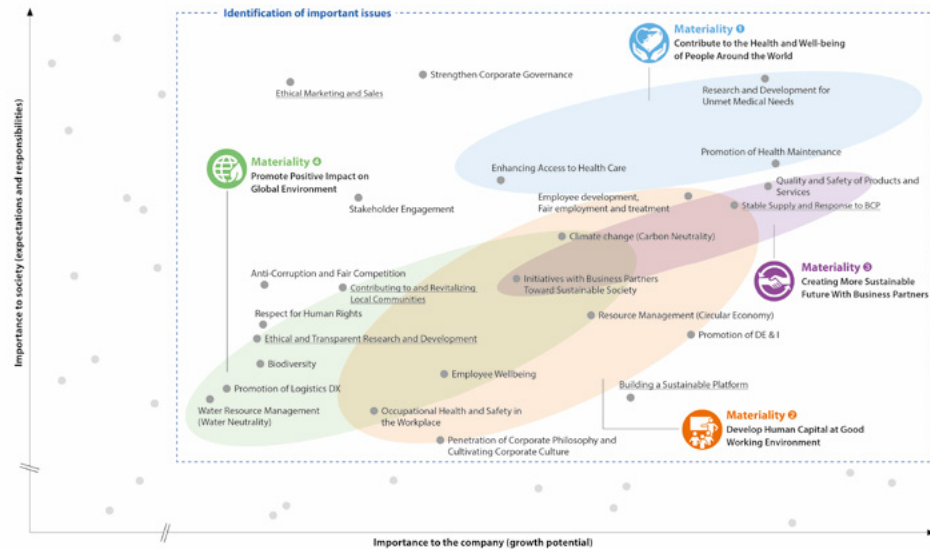 Identification of important issues
Materiality ❶
Contribute to the Health and Well-being
of People Around the World
Strengthen Corporate Governance
Ethical Marketing and Sales
Research and Development for
Unmet Medical Needs
Materiality ❹
Promote Positive Impact on
Global Environment
Enhancing Access to Health Care
Promotion of Health Maintenance
Quality and Safety of Products and
Services
Employee development,
Fair employment and treatment
Stable Supply and Response to BCP
Stakeholder Engagement
Climate change (Carbon Neutrality)
Materiality ❸
Creating More Sustainable
Future With Business Partners
Anti-Corruption and Fair Competition
Contributing to and Revitalizing
Local Communities
Initiatives with Business Partners
Toward Sustainable Society
Respect for Human Rights
Resource Management (Circular Economy)
Ethical and Transparent Research and Development
Promotion of DE & I
Biodiversity
Employee Wellbeing
Promotion of Logistics DX
Building a Sustainable Platform
Water Resource Management
(Water Neutrality)
Occupational Health and Safety in
the Workplace
Materiality ❷
Develop Human Capital at Good
Working Environment
Penetration of Corporate Philosophy and
Cultivating Corporate Culture
Importance to society (expectations and responsibilities)
Importance to the company (growth potential)